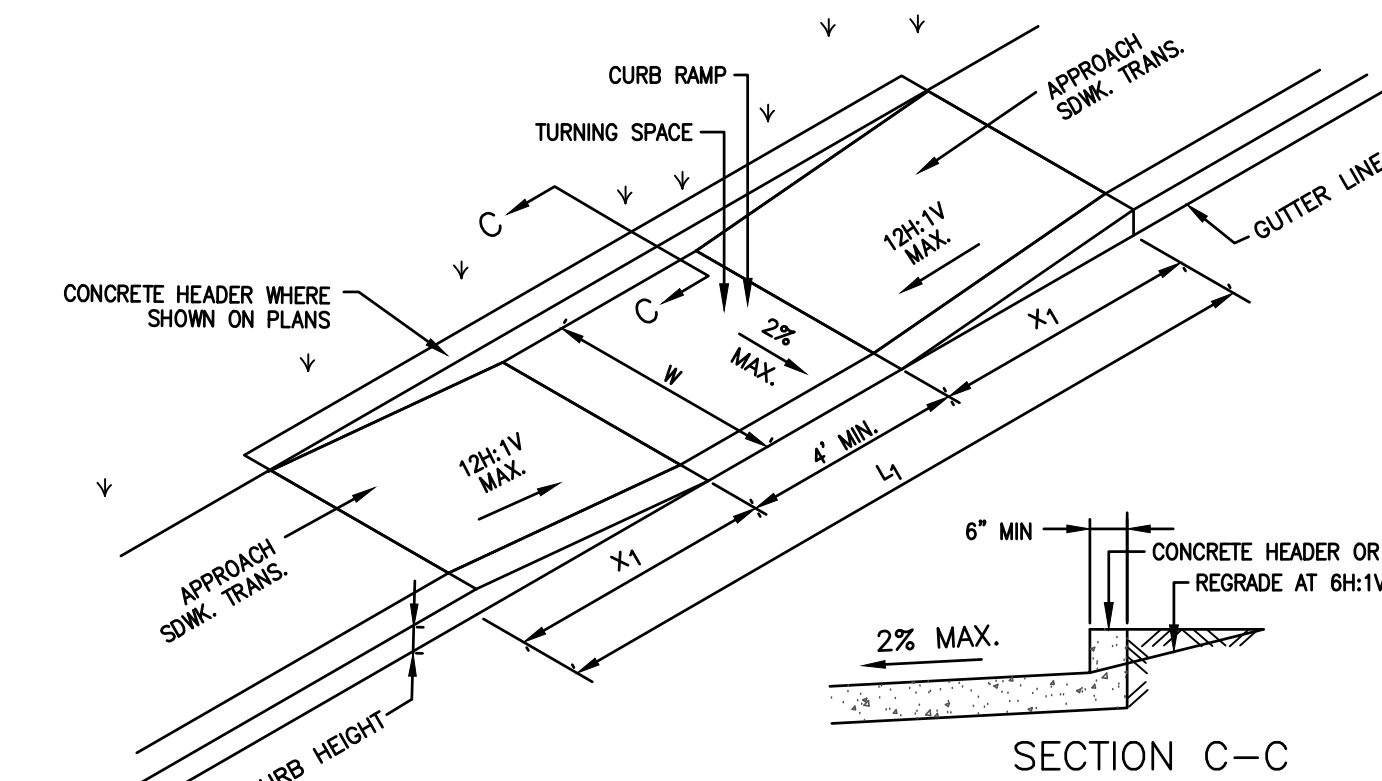 CURB RAMP
TURNING SPACE
APPROACH
SDWK. TRANS.
GUTTER LINE
C
C
12H:1V
MAX.
CONCRETE HEADER WHERE
SHOWN ON PLANS
2%
MAX.
W
X1
4' MIN.
L1
12H:1V
MAX.
X1
APPROACH
SDWK. TRANS.
6" MIN
CONCRETE HEADER OR
REGRADE AT 6H:1V
2% MAX.
URB HEIGHT
SECTION C-C